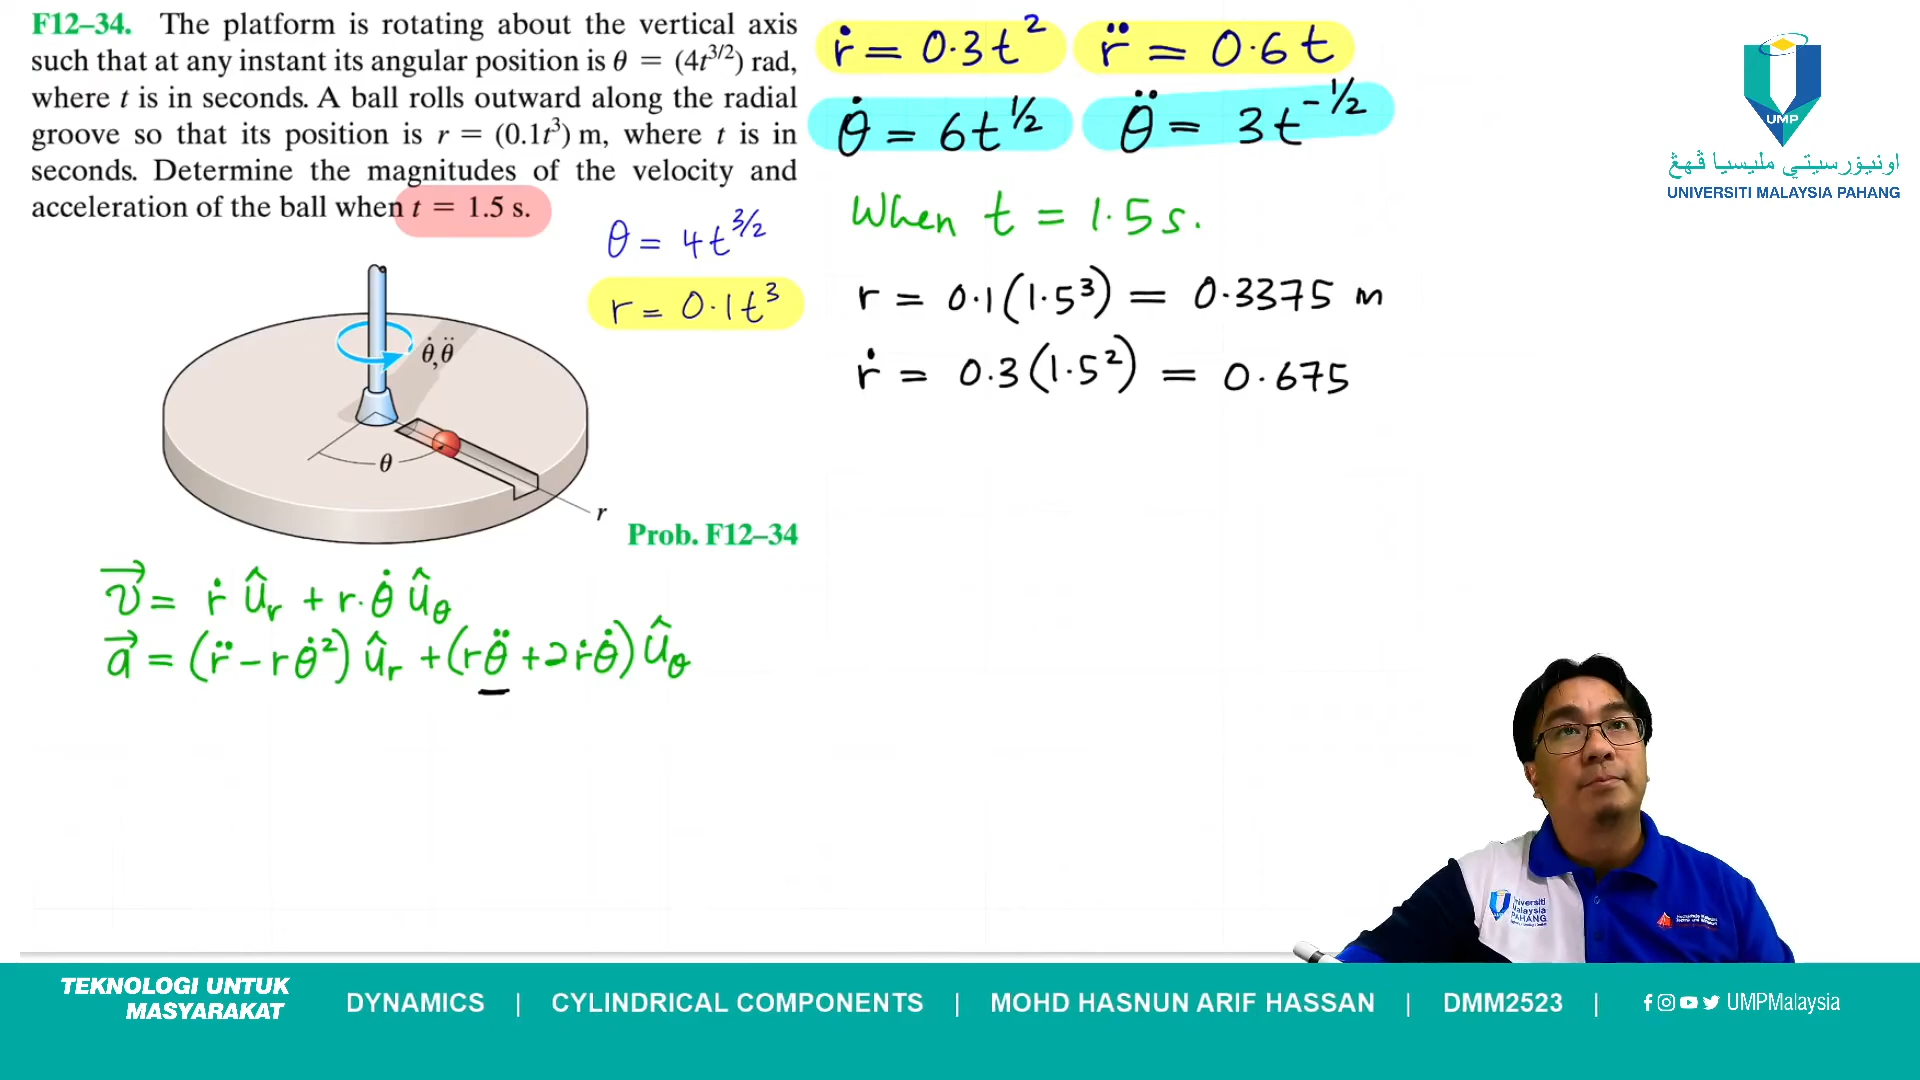 F12–34. The platform is rotating about the vertical axis
such that at any instant its angular position is θ = (4t^{3/2}) rad,
where t is in seconds. A ball rolls outward along the radial
groove so that its position is r = (0.1t³) m, where t is in
seconds. Determine the magnitudes of the velocity and
acceleration of the ball when t = 1.5 s.
θ = 4t^{3/2}
r = 0.1t³
θ̇, θ̈
θ
r
Prob. F12–34
v⃗ = ṙ û_r + r·θ̇ û_θ
a⃗ = (r̈ − rθ̇²) û_r + (rθ̈ + 2ṙθ̇) û_θ
ṙ = 0.3t² r̈ = 0.6t
θ̇ = 6t^{1/2} θ̈ = 3t^{-1/2}
When t = 1.5 s.
r = 0.1(1.5³) = 0.3375 m
ṙ = 0.3(1.5²) = 0.675
UMP
اونيۏرسيتي مليسيا ڤهڠ
UNIVERSITI MALAYSIA PAHANG
Universiti
Malaysia
PAHANG
TEKNOLOGI UNTUK
MASYARAKAT
DYNAMICS | CYLINDRICAL COMPONENTS | MOHD HASNUN ARIF HASSAN | DMM2523 | UMPMalaysia